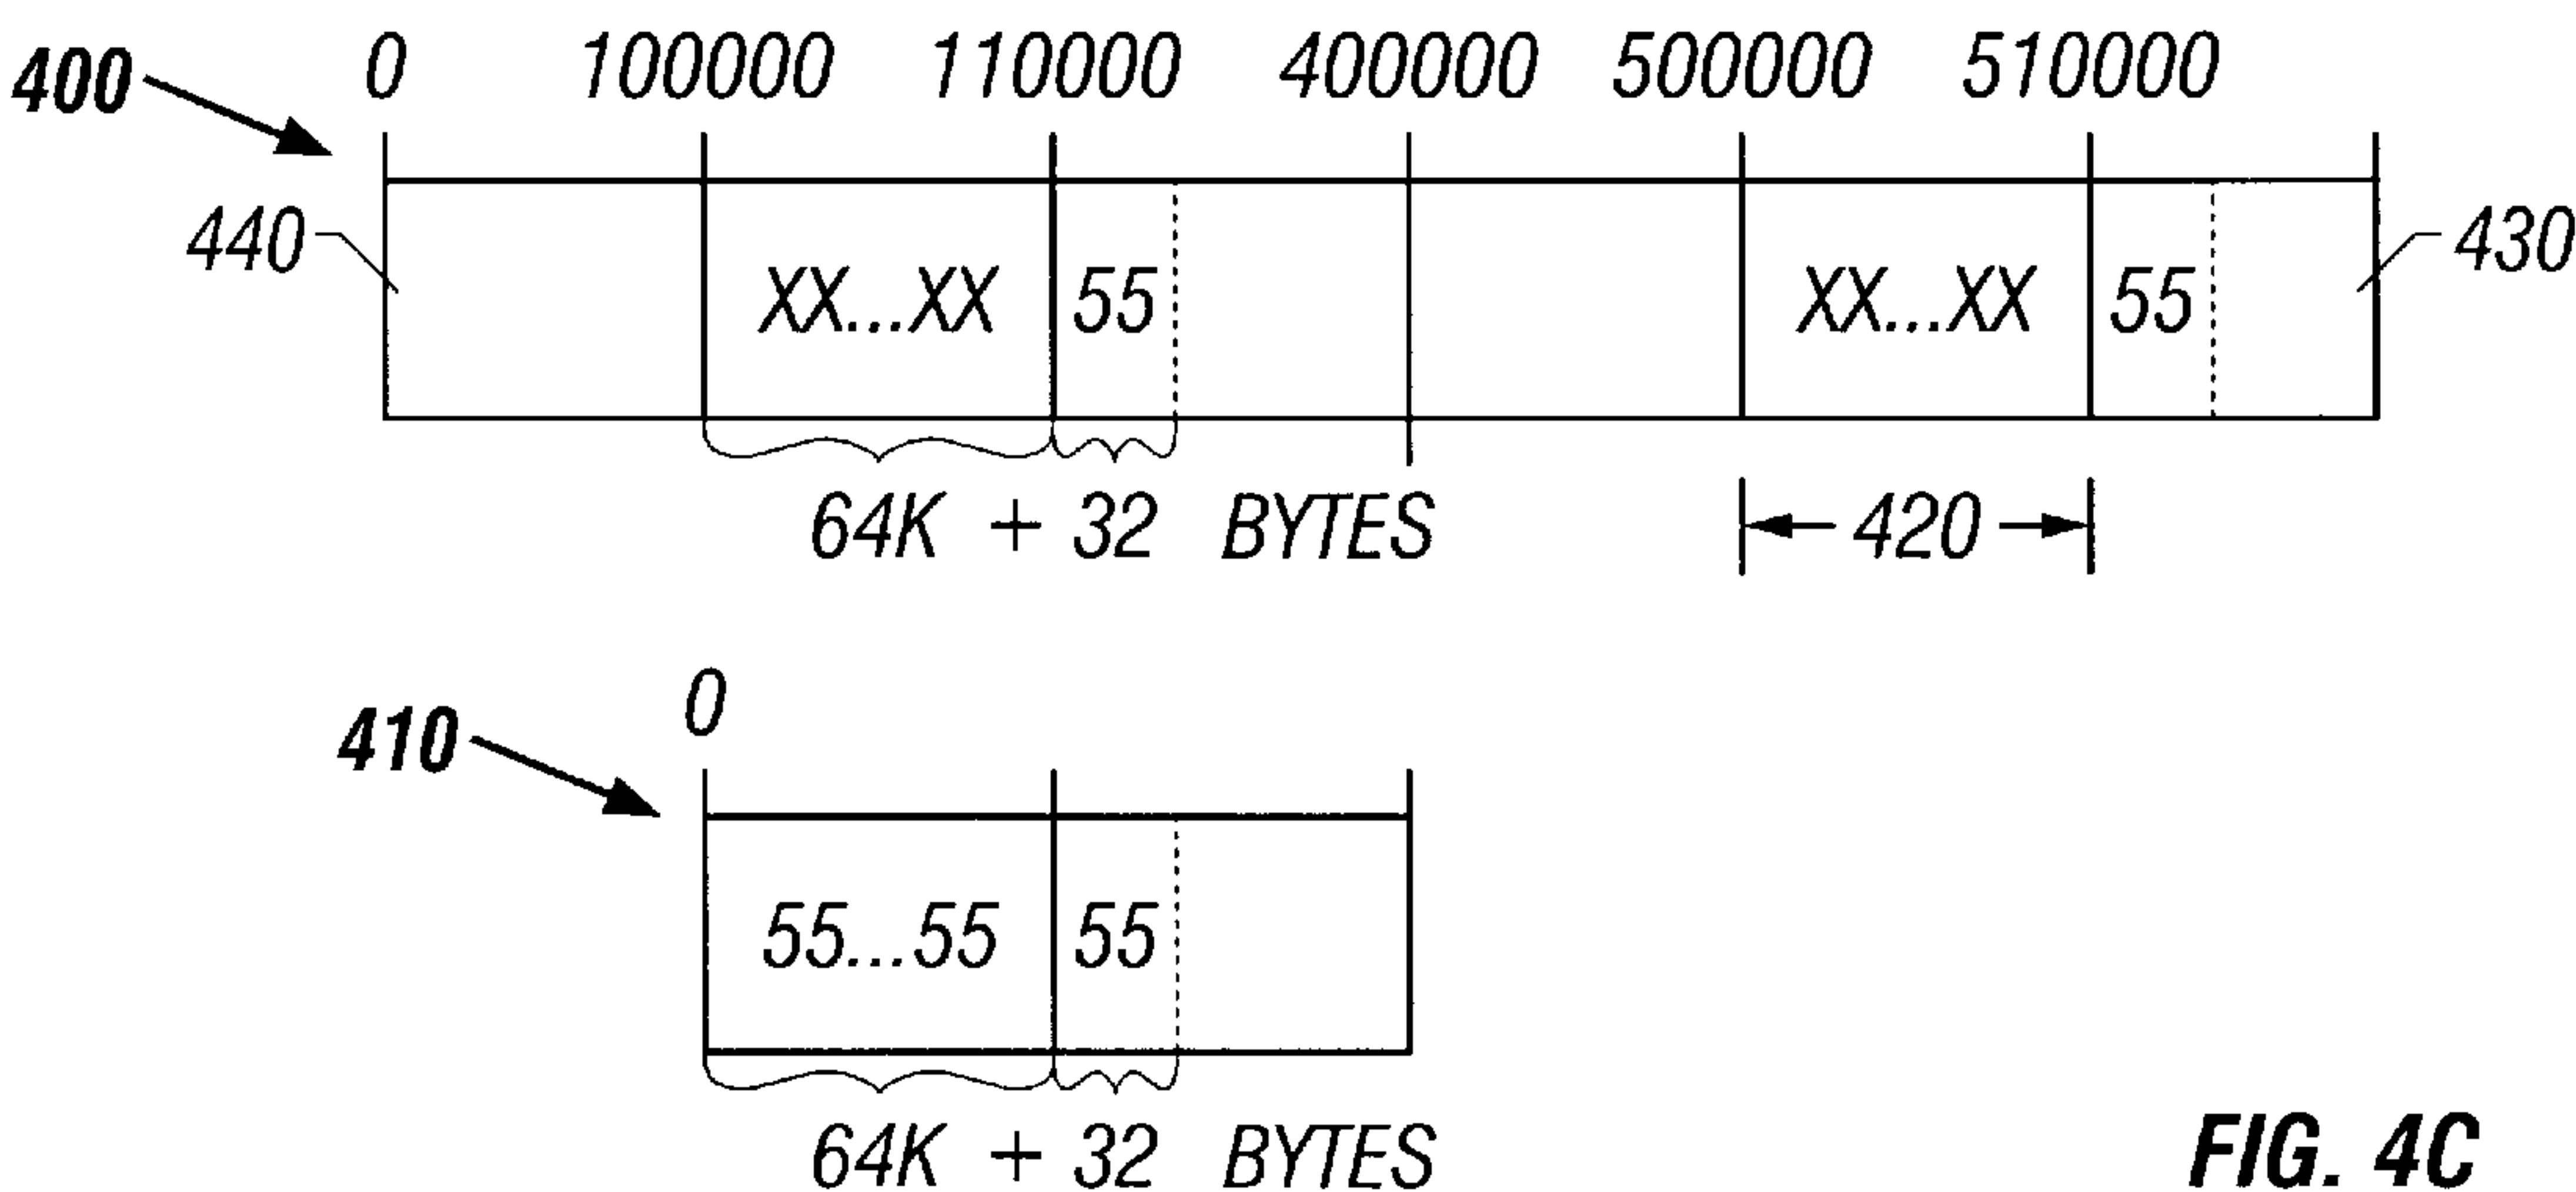 400 0 100000 110000 400000 500000 510000
440 XX...XX 55 XX...XX 55 430
64K + 32 BYTES 420
0
410
55...55 55
64K + 32 BYTES
FIG. 4C